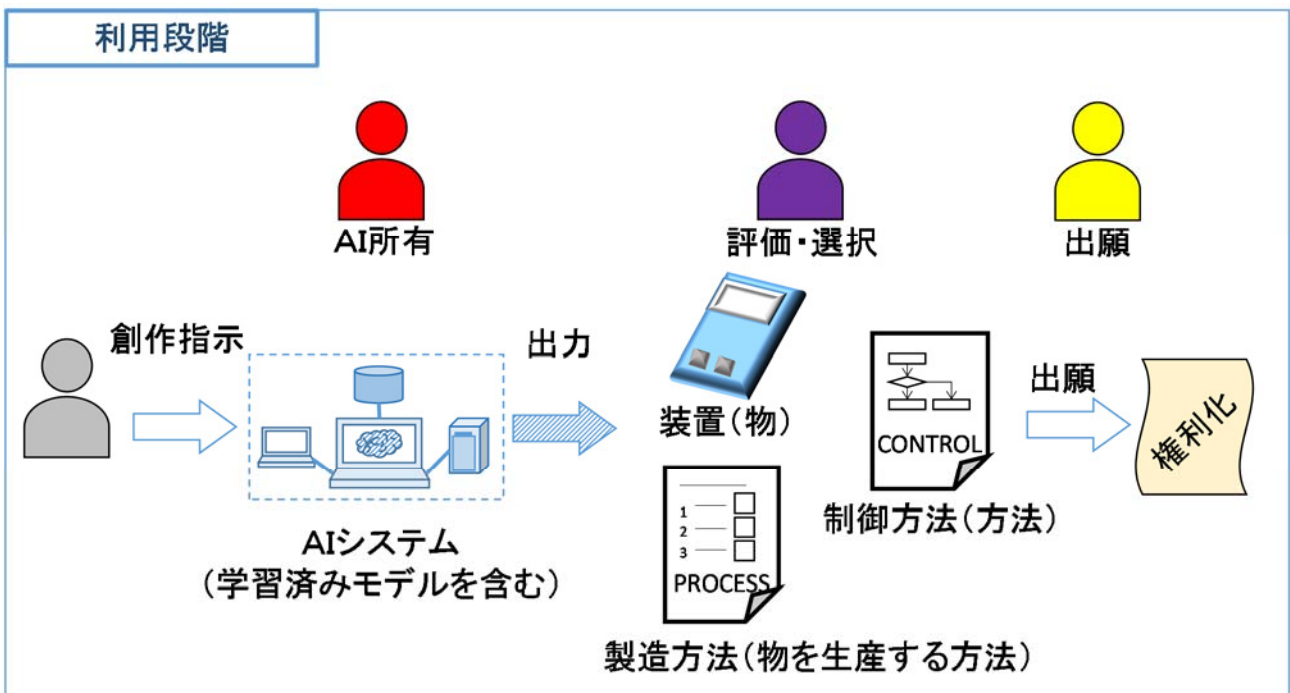 利用段階
AI所有
評価・選択
出願
創作指示
出力
装置(物)
出願
権利化
CONTROL
制御方法(方法)
AIシステム
(学習済みモデルを含む)
1
2
3
PROCESS
製造方法(物を生産する方法)